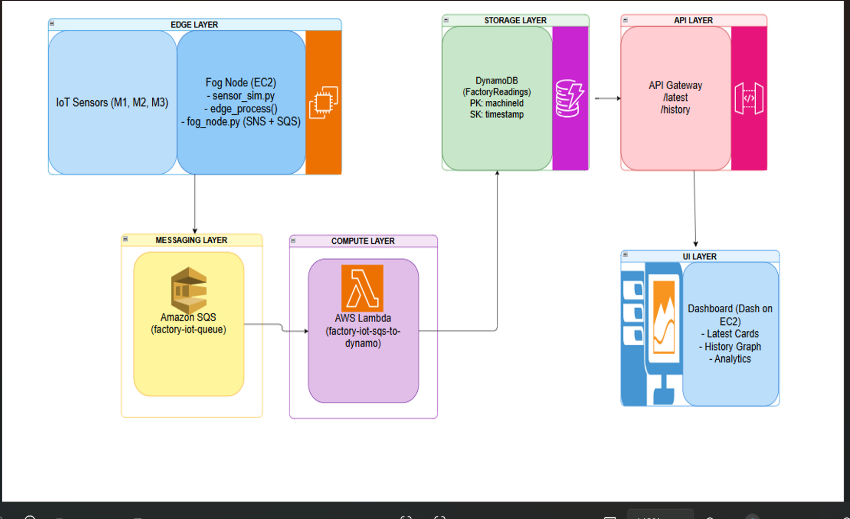 EDGE LAYER
IoT Sensors (M1, M2, M3)
Fog Node (EC2)
- sensor_sim.py
- edge_process()
- fog_node.py (SNS + SQS)
STORAGE LAYER
DynamoDB
(FactoryReadings)
PK: machineId
SK: timestamp
API LAYER
API Gateway
/latest
/history
MESSAGING LAYER
Amazon SQS
(factory-iot-queue)
COMPUTE LAYER
AWS Lambda
(factory-iot-sqs-to-
dynamo)
UI LAYER
Dashboard (Dash on
EC2)
- Latest Cards
- History Graph
- Analytics